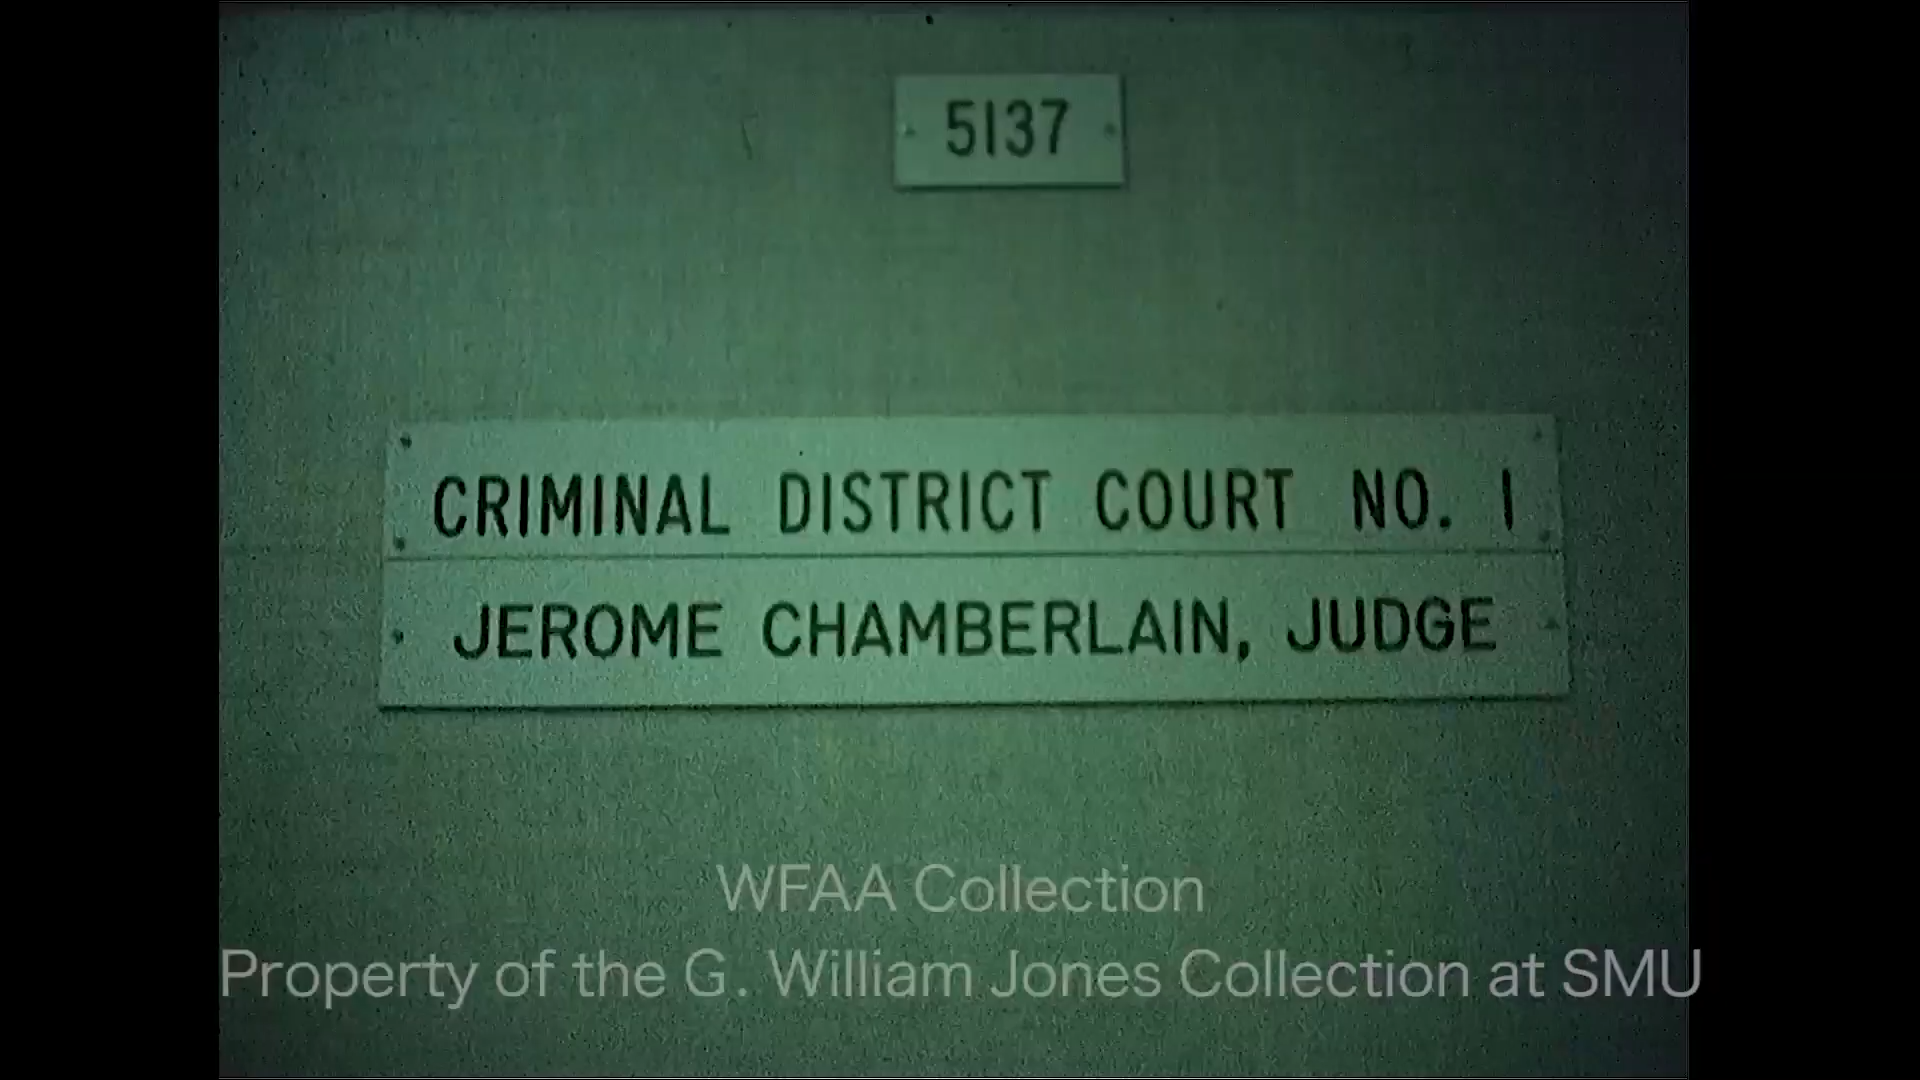 5137
CRIMINAL DISTRICT COURT NO. 1
JEROME CHAMBERLAIN, JUDGE
WFAA Collection
Property of the G. William Jones Collection at SMU